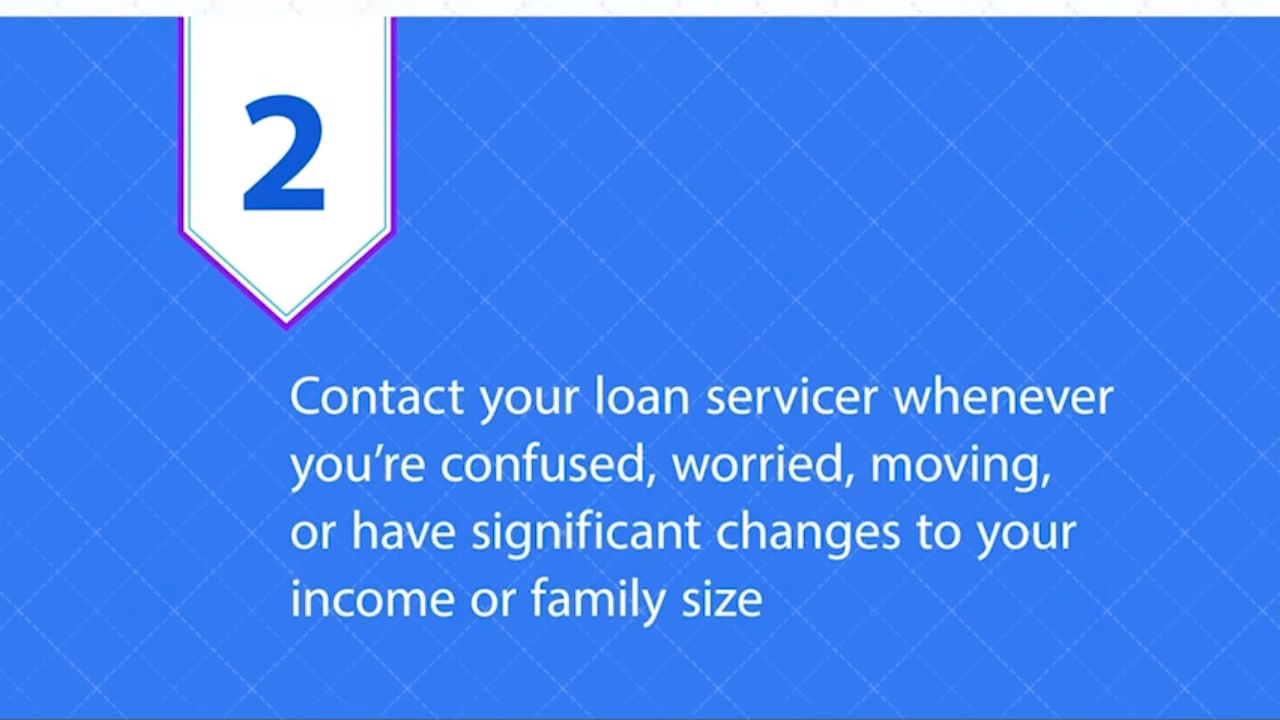 2
Contact your loan servicer whenever
you’re confused, worried, moving,
or have significant changes to your
income or family size